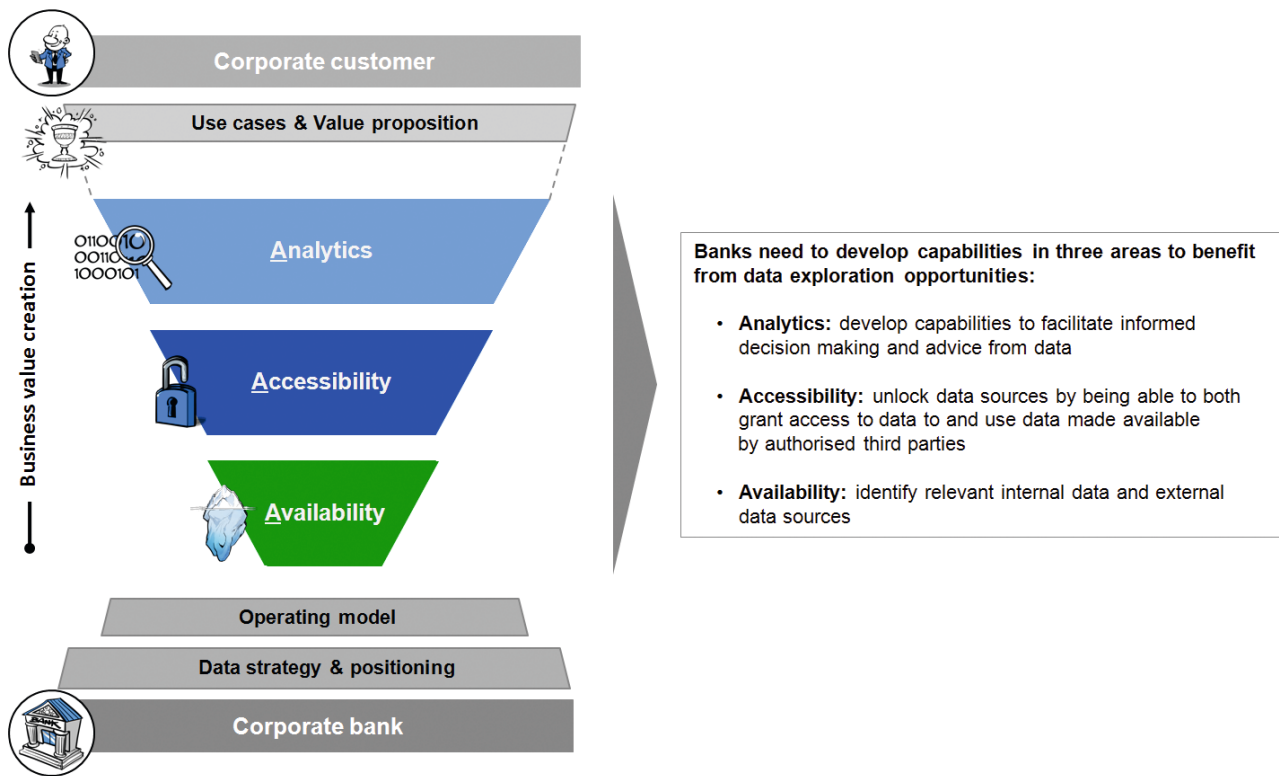 Corporate customer
Use cases & Value proposition
Business value creation
0110010
00110
1000101
Analytics
Accessibility
Availability
Operating model
Data strategy & positioning
BANK
Corporate bank
Banks need to develop capabilities in three areas to benefit
from data exploration opportunities:
• Analytics: develop capabilities to facilitate informed
decision making and advice from data
• Accessibility: unlock data sources by being able to both
grant access to data to and use data made available
by authorised third parties
• Availability: identify relevant internal data and external
data sources